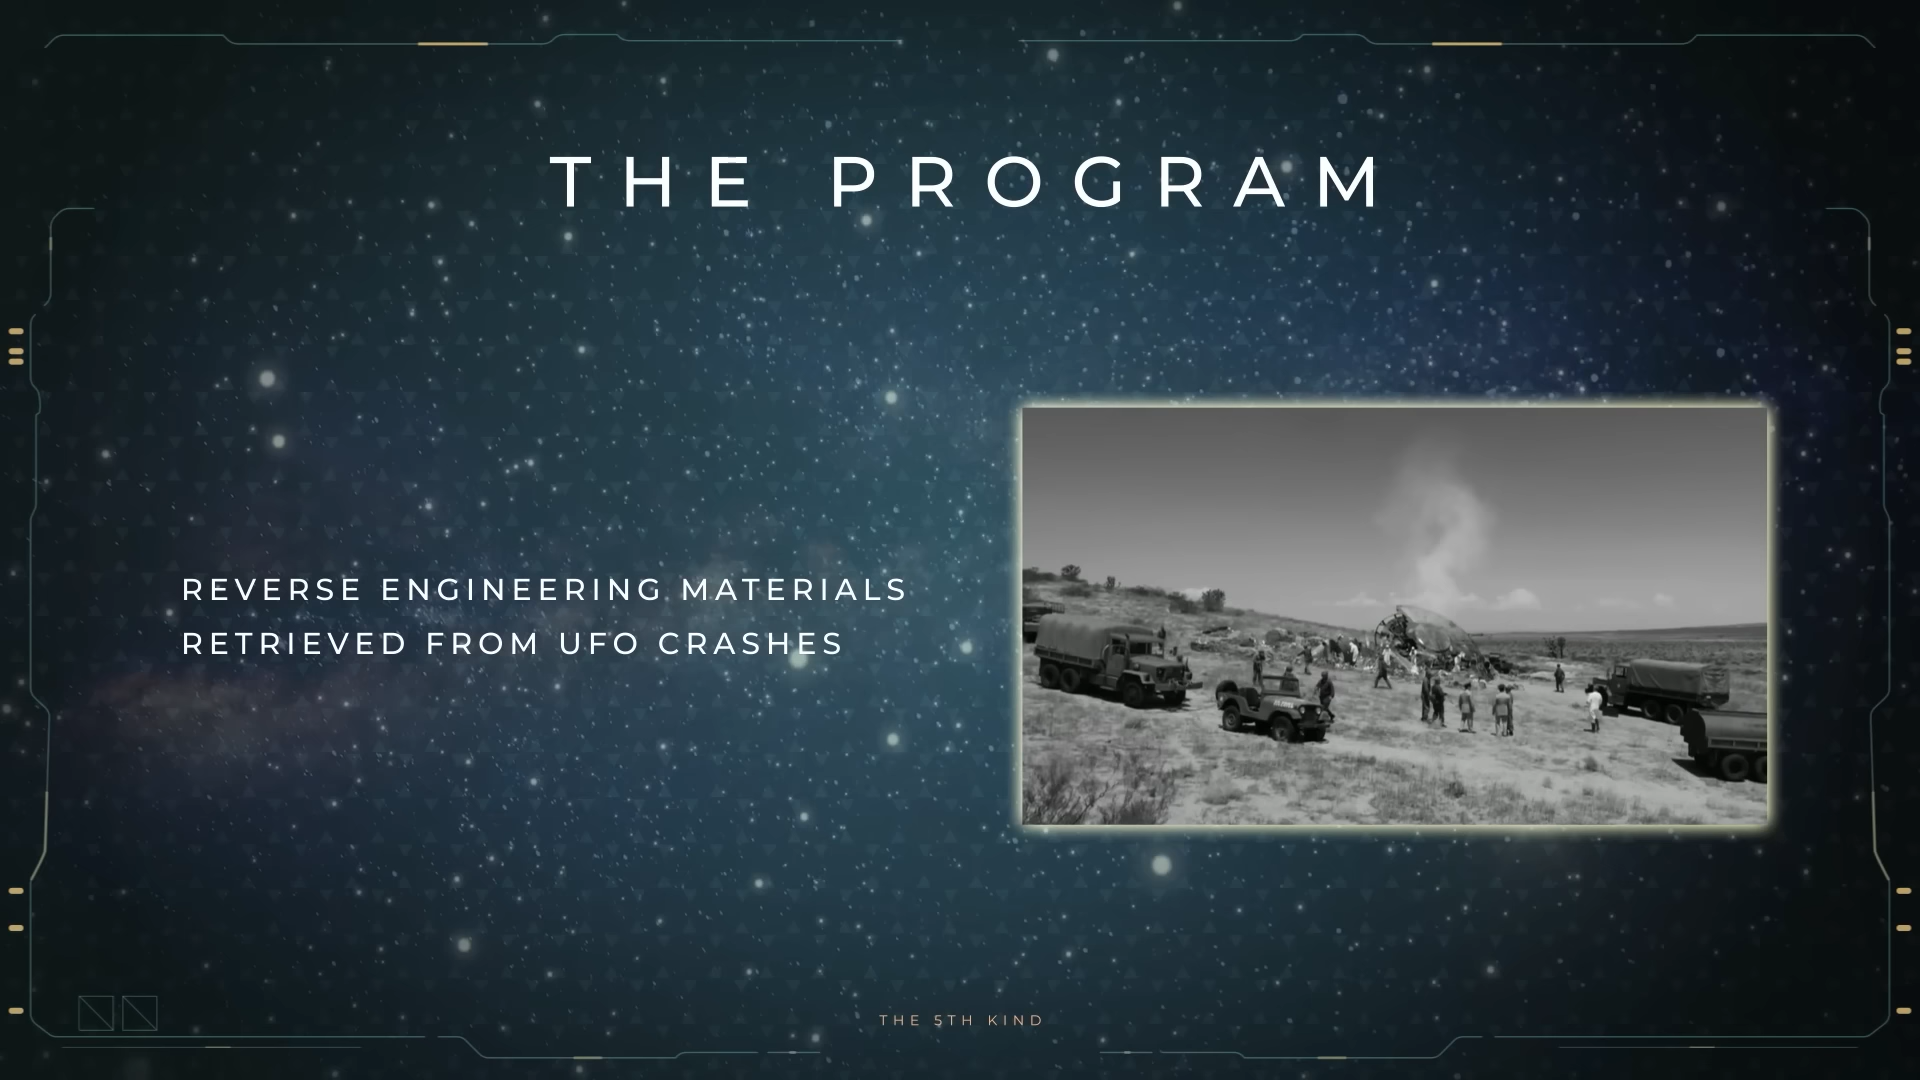 THE PROGRAM
REVERSE ENGINEERING MATERIALS
RETRIEVED FROM UFO CRASHES
THE 5TH KIND